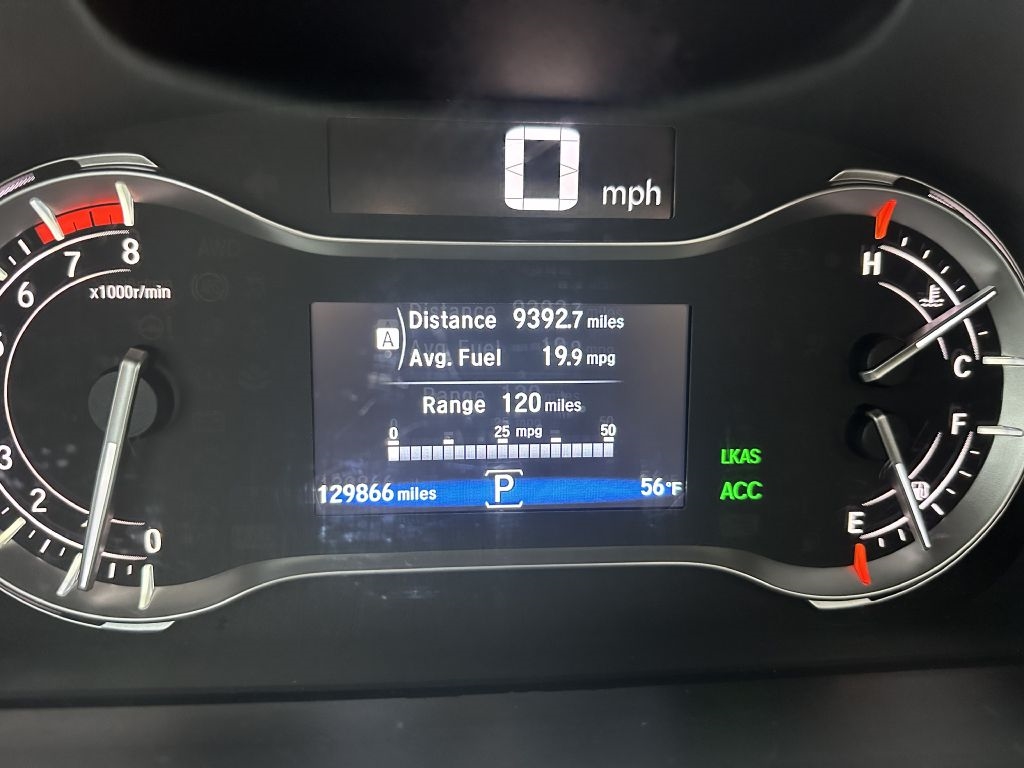 0 mph
8
7
6
x1000r/min
3
2
0
A
Distance 9392.7 miles
Avg. Fuel 19.9 mpg
Range 120 miles
0 25 mpg 50
129866 miles P 56°F
LKAS
ACC
H
C
F
E
AWD